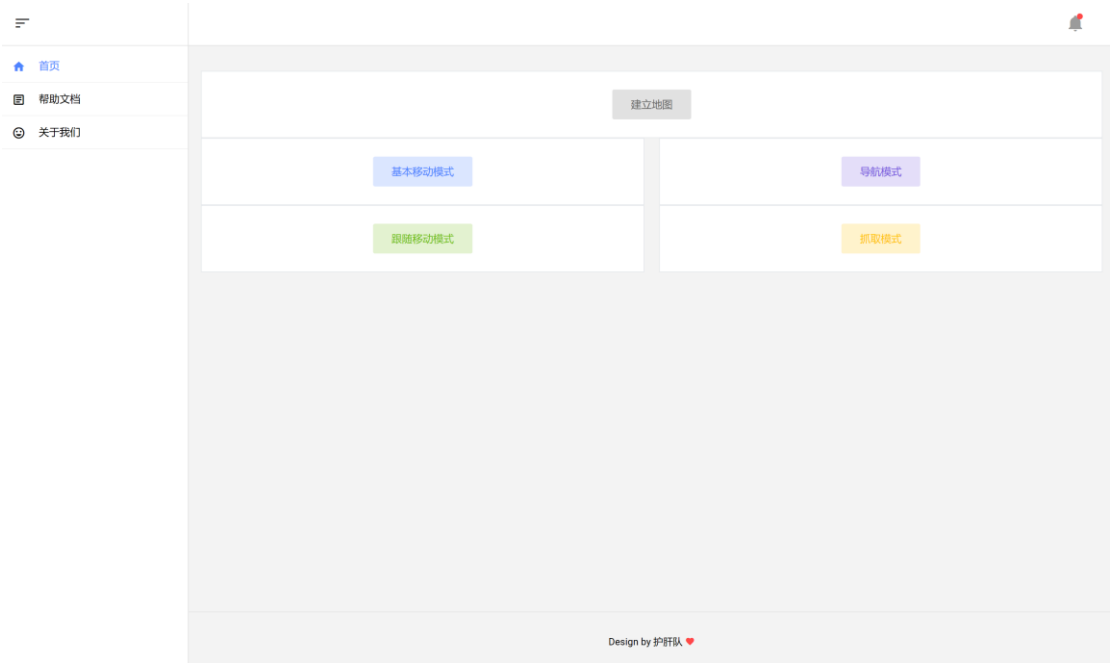 首页
帮助文档
关于我们
建立地图
基本移动模式
导航模式
跟随移动模式
抓取模式
Design by 护肝队